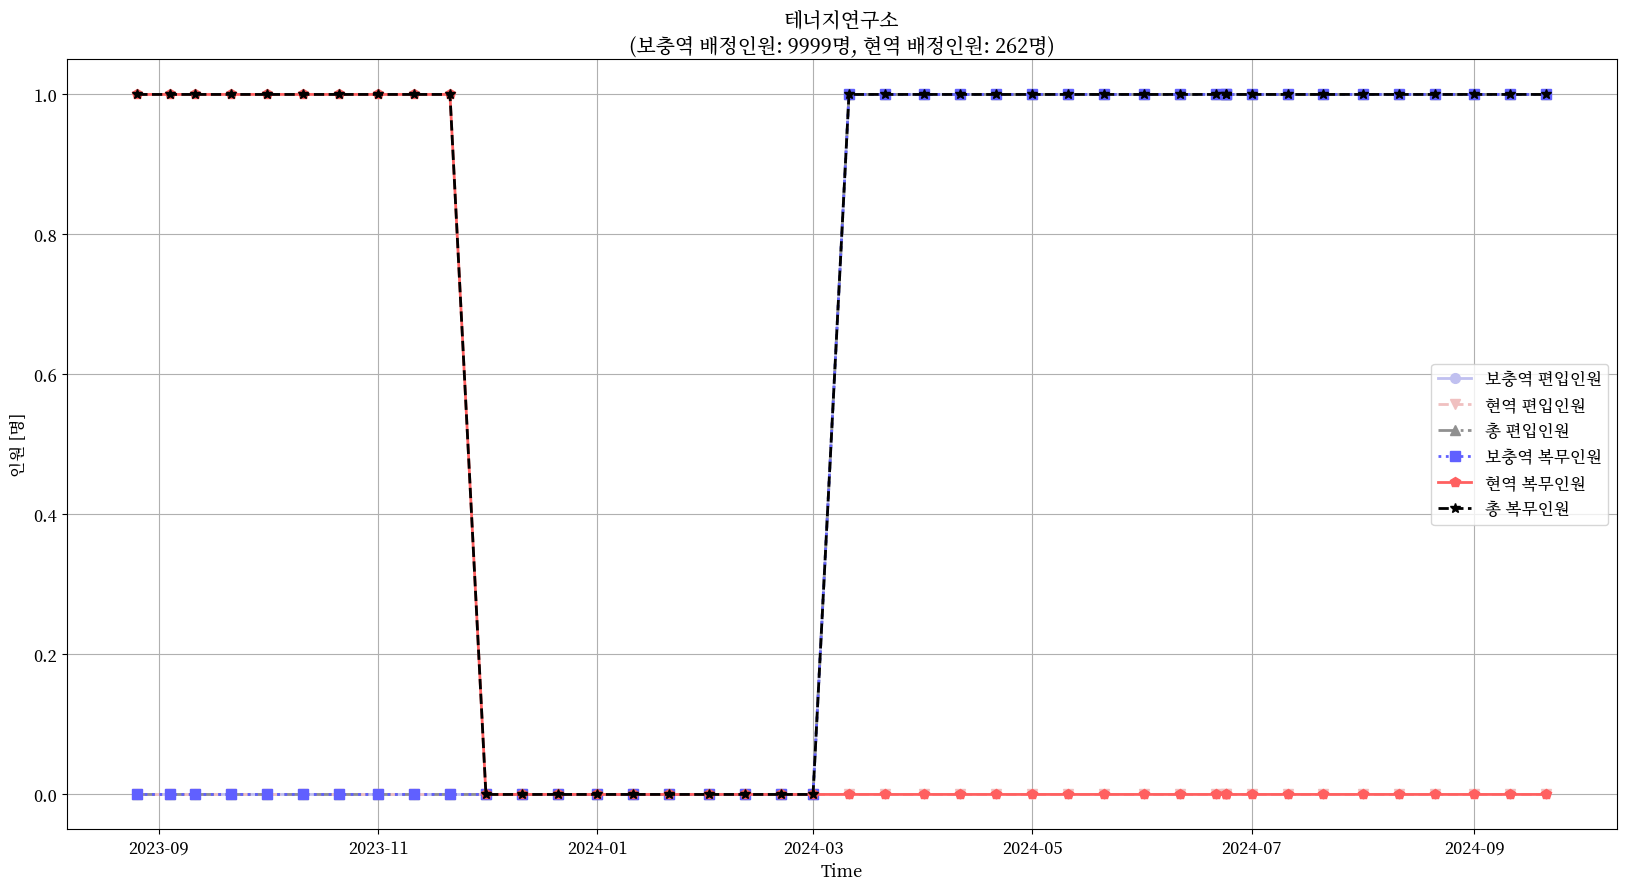 테너지연구소
(보충역 배정인원: 9999명, 현역 배정인원: 262명)
1.0
0.8
0.6
0.4
0.2
0.0
인원 [명]
보충역 편입인원
현역 편입인원
총 편입인원
보충역 복무인원
현역 복무인원
총 복무인원
2023-09
2023-11
2024-01
2024-03
2024-05
2024-07
2024-09
Time